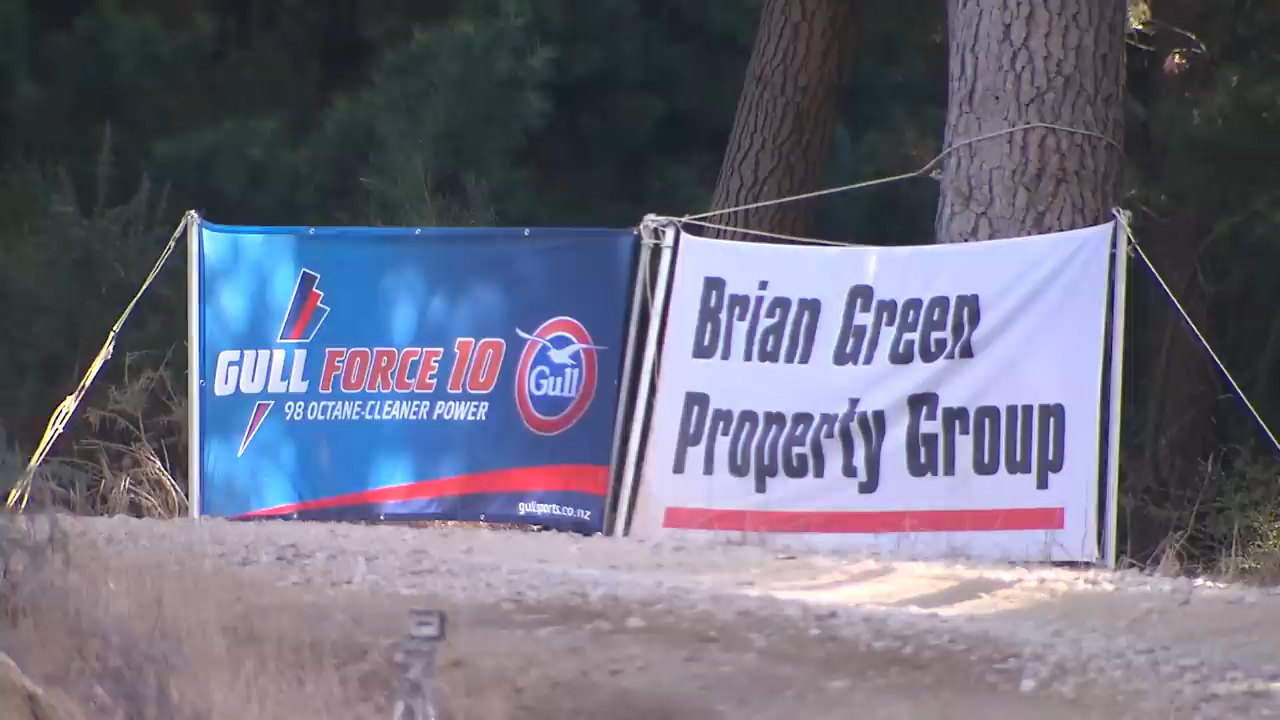 GULL FORCE 10
98 OCTANE-CLEANER POWER
Gull
gullsports.co.nz
Brian Green
Property Group